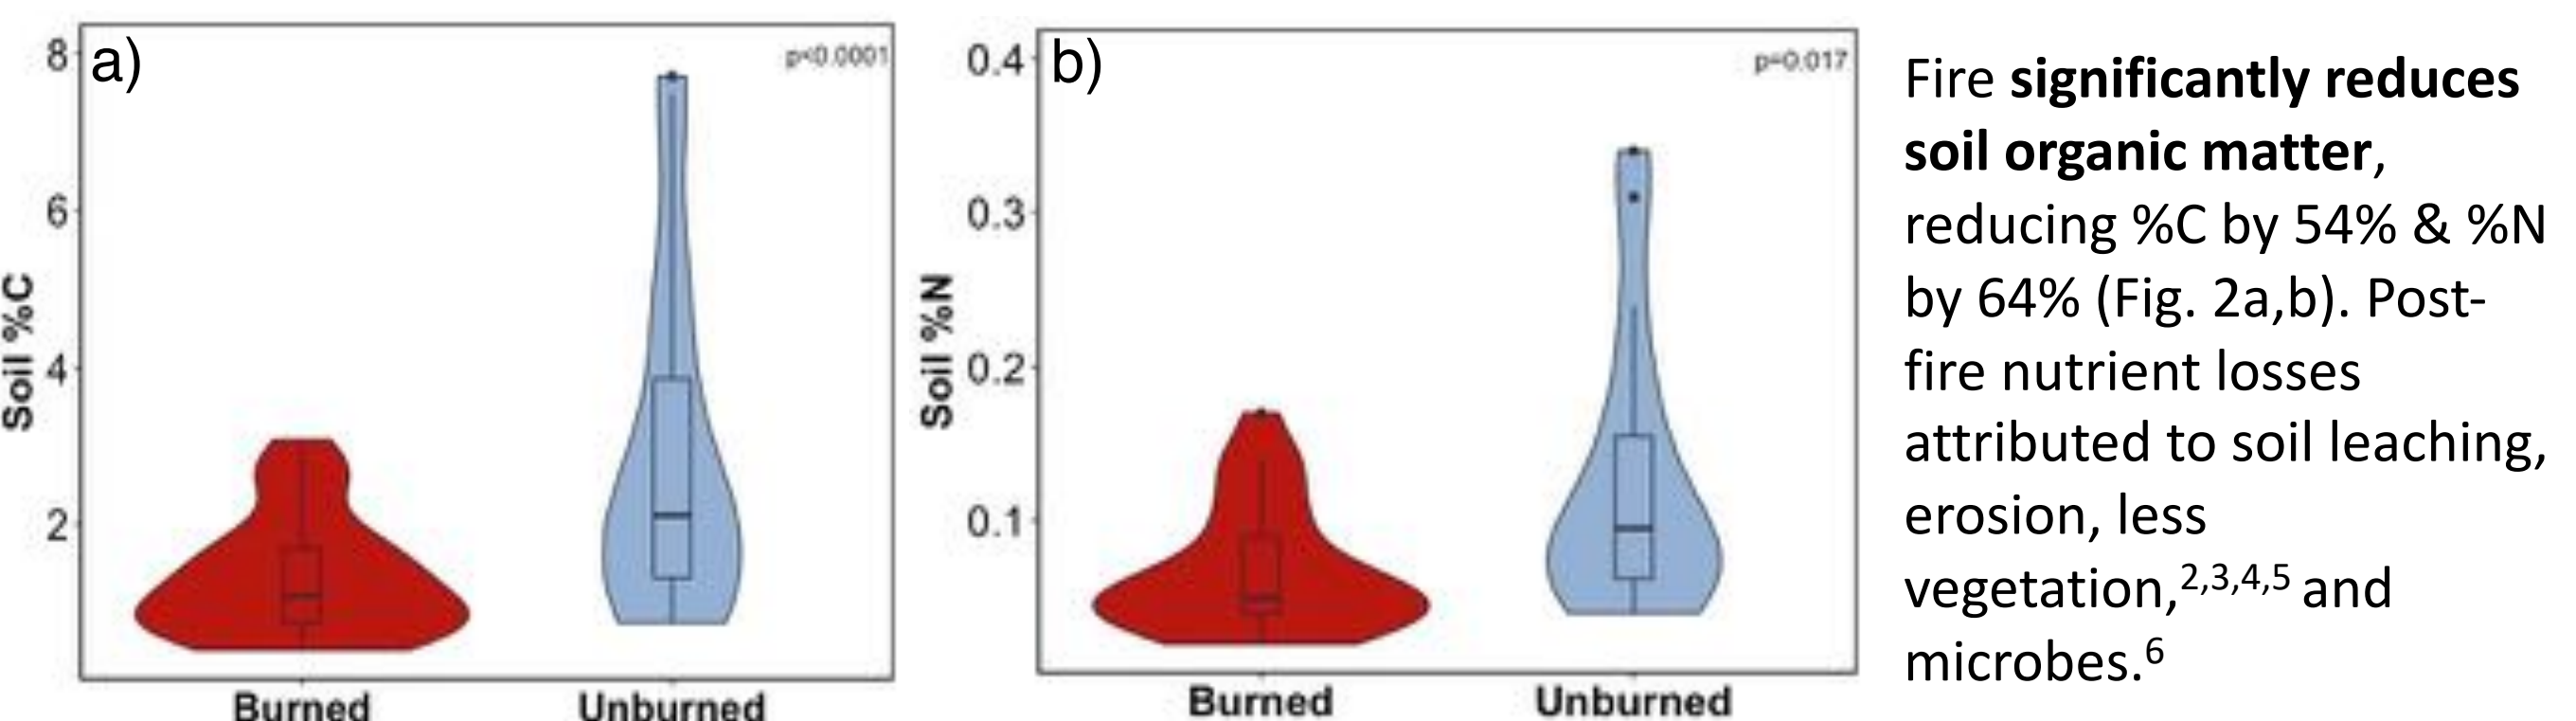 a)
p<0.0001
8
6
4
2
Soil %C
Burned
Unburned
b)
p=0.017
0.4
0.3
0.2
0.1
Soil %N
Burned
Unburned
Fire significantly reduces
soil organic matter,
reducing %C by 54% & %N
by 64% (Fig. 2a,b). Post-
fire nutrient losses
attributed to soil leaching,
erosion, less
vegetation,2,3,4,5 and
microbes.6